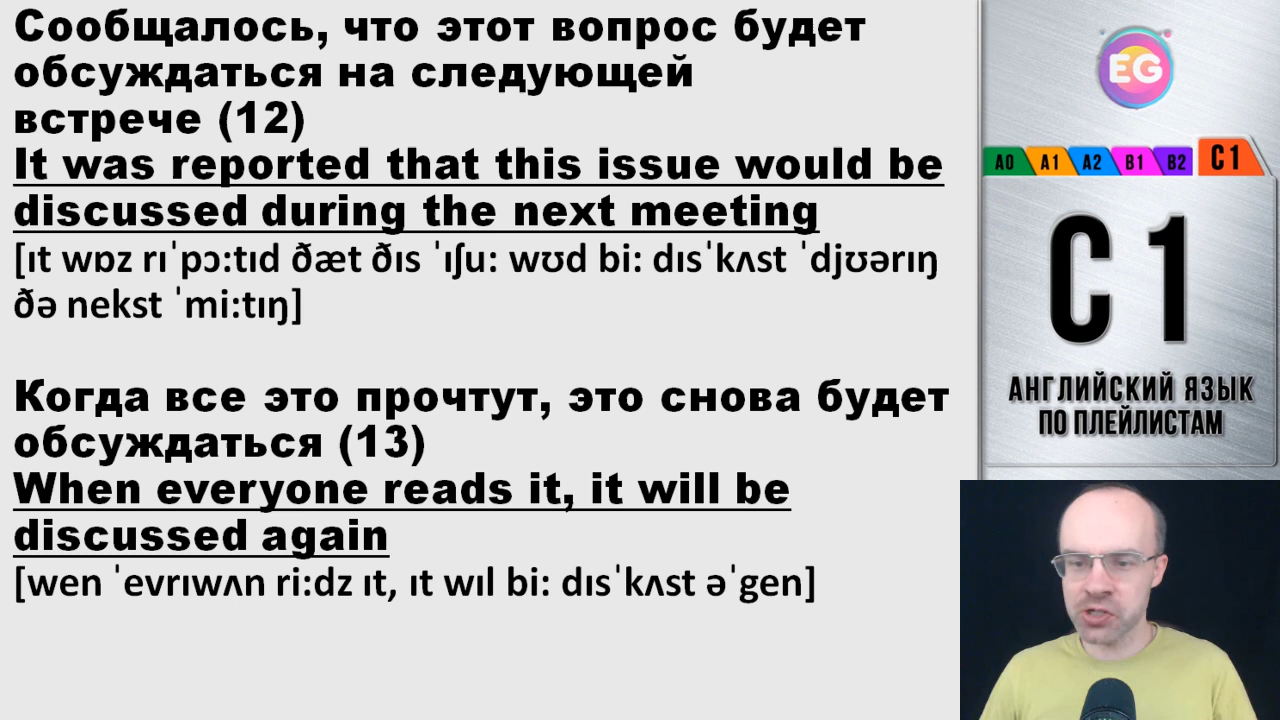 Сообщалось, что этот вопрос будет
обсуждаться на следующей
встрече (12)
It was reported that this issue would be
discussed during the next meeting
[ɪt wɒz rɪˈpɔ:tɪd ðæt ðɪs ˈɪʃu: wʊd bi: dɪsˈkʌst ˈdjʊərɪŋ
ðə nekst ˈmi:tɪŋ]
Когда все это прочтут, это снова будет
обсуждаться (13)
When everyone reads it, it will be
discussed again
[wen ˈevrɪwʌn ri:dz ɪt, ɪt wɪl bi: dɪsˈkʌst əˈgen]
EG
A0 A1 A2 B1 B2 C1
C1
АНГЛИЙСКИЙ ЯЗЫК
ПО ПЛЕЙЛИСТАМ